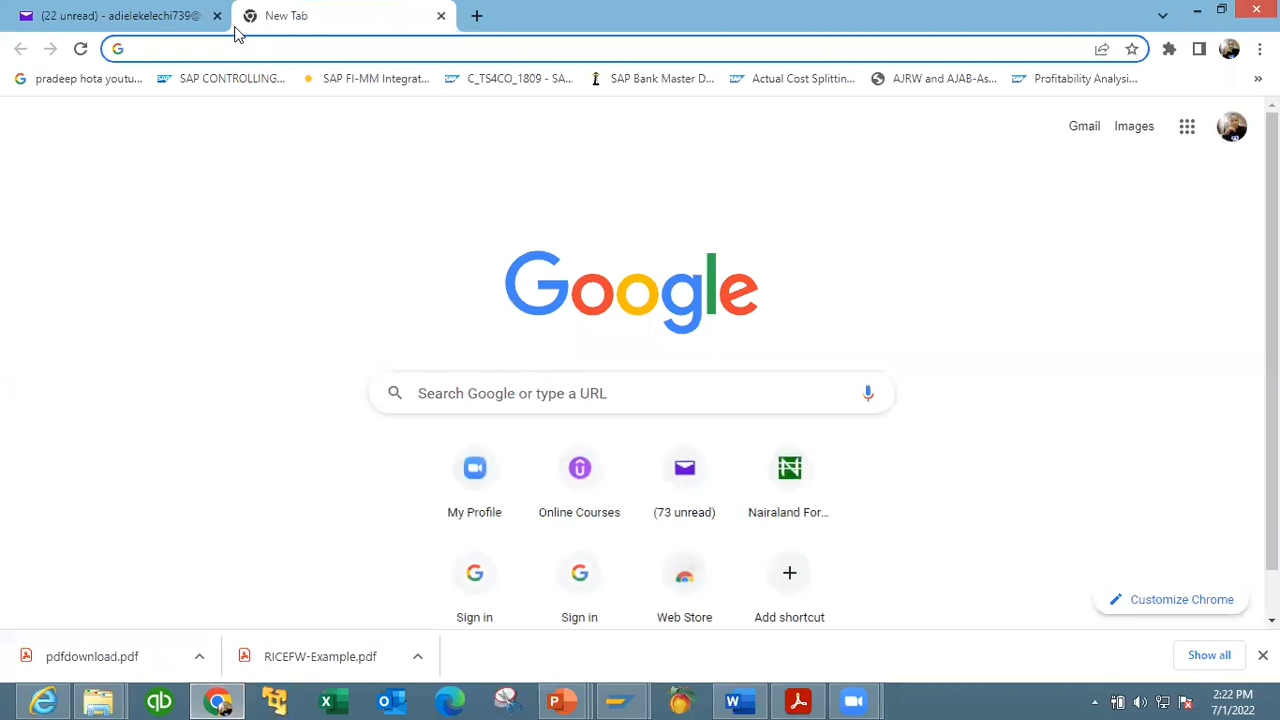 (22 unread) - adielekelechi739@
New Tab
pradeep hota youtu...
SAP CONTROLLING...
SAP FI-MM Integrat...
C_TS4CO_1809 - SA...
SAP Bank Master D...
Actual Cost Splittin...
AJRW and AJAB-As...
Profitability Analysi...
»
Gmail
Images
Google
Search Google or type a URL
My Profile
Online Courses
(73 unread)
Nairaland For...
Sign in
Sign in
Web Store
Add shortcut
Customize Chrome
pdfdownload.pdf
RICEFW-Example.pdf
Show all
2:22 PM
7/1/2022